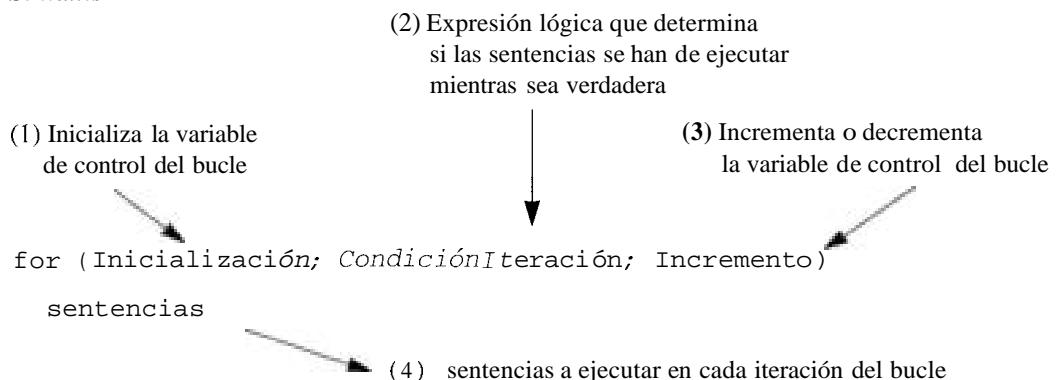 (2) Expresión lógica que determina
si las sentencias se han de ejecutar
mientras sea verdadera
(1) Inicializa la variable
de control del bucle
(3) Incrementa o decrementa
la variable de control del bucle
for (Inicialización; CondiciónIteración; Incremento)
sentencias
(4) sentencias a ejecutar en cada iteración del bucle